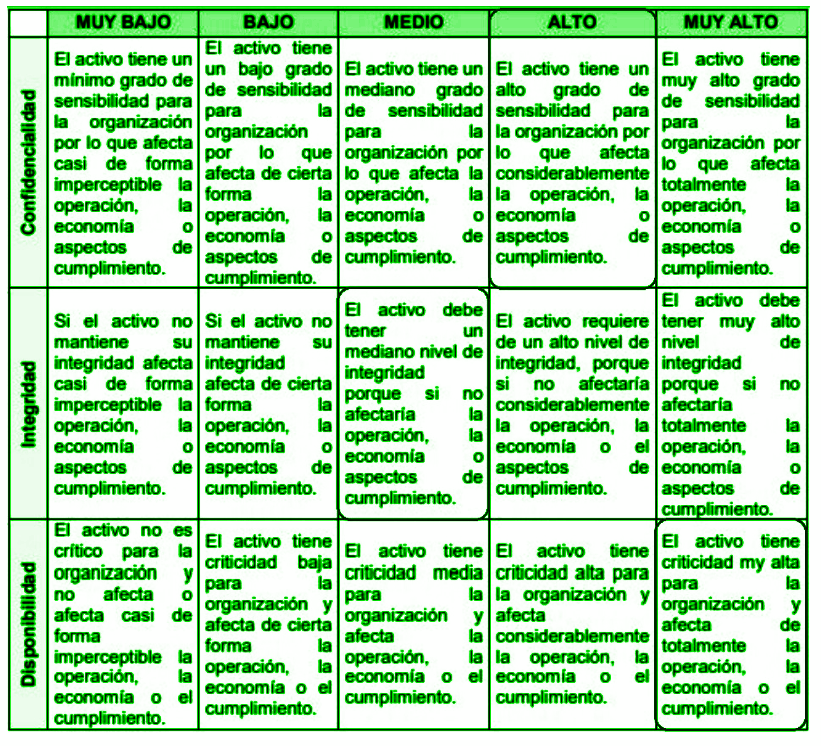 MUY BAJO
BAJO
MEDIO
ALTO
MUY ALTO
Confidencialidad
El activo tiene un
mínimo grado de
sensibilidad para
la organización
por lo que afecta
casi de forma
imperceptible la
operación, la
economía o
aspectos de
cumplimiento.
El activo tiene
un bajo grado
de sensibilidad
para la
organización
por lo que
afecta de cierta
forma la
operación, la
economía o
aspectos de
cumplimiento.
El activo tiene un
mediano grado
de sensibilidad
para la
organización por
lo que afecta la
operación, la
economía o
aspectos de
cumplimiento.
El activo tiene un
alto grado de
sensibilidad para
la organización por
lo que afecta
considerablemente
la operación, la
economía o
aspectos de
cumplimiento.
El activo tiene
muy alto grado
de sensibilidad
para la
organización por
lo que afecta
totalmente la
operación, la
economía o
aspectos de
cumplimiento.
Integridad
Si el activo no
mantiene su
integridad afecta
casi de forma
imperceptible la
operación, la
economía o
aspectos de
cumplimiento.
Si el activo no
mantiene su
integridad
afecta de cierta
forma la
operación, la
economía o
aspectos de
cumplimiento.
El activo debe
tener un
mediano nivel de
integridad
porque si no
afectaría la
operación, la
economía o
aspectos de
cumplimiento.
El activo requiere
de un alto nivel de
integridad, porque
si no afectaría
considerablemente
la operación, la
economía o el
aspectos de
cumplimiento.
El activo debe
tener muy alto
nivel de
integridad
porque si no
afectaría
totalmente la
operación, la
economía o
aspectos de
cumplimiento.
Disponibilidad
El activo no es
crítico para la
organización y
no afecta o
afecta casi de
forma
imperceptible la
operación, la
economía o el
cumplimiento.
El activo tiene
criticidad baja
para la
organización y
afecta de cierta
forma la
operación, la
economía o el
cumplimiento.
El activo tiene
criticidad media
para la
organización y
afecta la
operación, la
economía o el
cumplimiento.
El activo tiene
criticidad alta para
la organización y
afecta
considerablemente
la operación, la
economía o el
cumplimiento.
El activo tiene
criticidad my alta
para la
organización y
afecta de
totalmente la
operación, la
economía o el
cumplimiento.